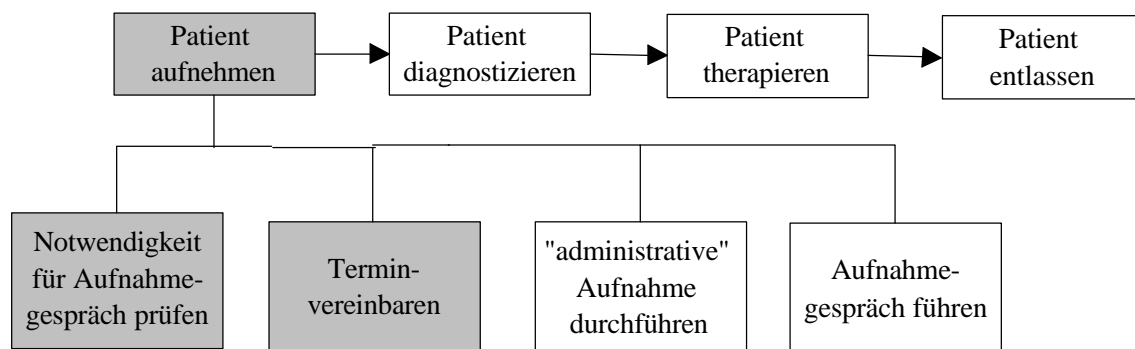 Patient
aufnehmen
Patient
diagnostizieren
Patient
therapieren
Patient
entlassen
Notwendigkeit
für Aufnahme-
gespräch prüfen
Termin-
vereinbaren
"administrative"
Aufnahme
durchführen
Aufnahme-
gespräch führen